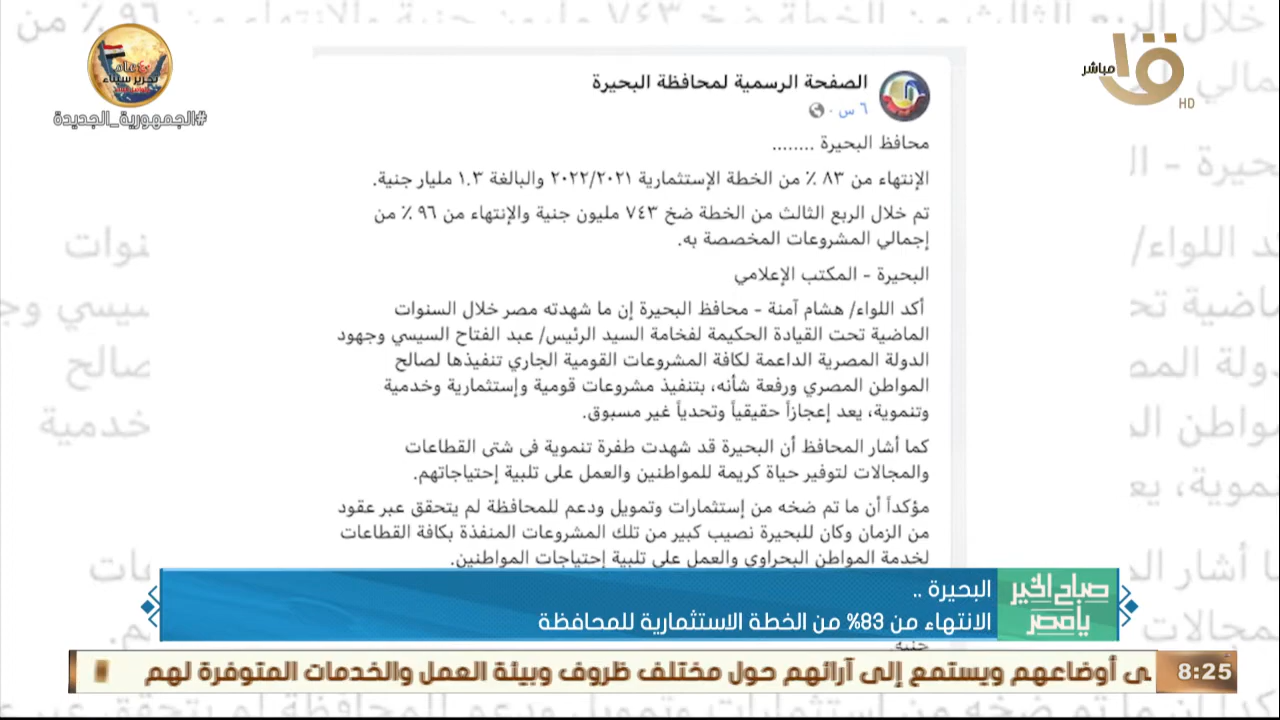 مباشر
HD
٤٠ عام
تحرير سيناء
#الجمهورية_الجديدة
الصفحة الرسمية لمحافظة البحيرة
٦ س ·
محافظ البحيرة ........
الإنتهاء من ٨٣ ٪ من الخطة الإستثمارية ٢٠٢٢/٢٠٢١ والبالغة ١.٣ مليار جنية.
تم خلال الربع الثالث من الخطة ضخ ٧٤٣ مليون جنية والإنتهاء من ٩٦ ٪ من
إجمالي المشروعات المخصصة به.
البحيرة - المكتب الإعلامي
أكد اللواء/ هشام آمنة - محافظ البحيرة إن ما شهدته مصر خلال السنوات
الماضية تحت القيادة الحكيمة لفخامة السيد الرئيس/ عبد الفتاح السيسي وجهود
الدولة المصرية الداعمة لكافة المشروعات القومية الجاري تنفيذها لصالح
المواطن المصري ورفعة شأنه، بتنفيذ مشروعات قومية وإستثمارية وخدمية
وتنموية، يعد إعجازاً حقيقياً وتحدياً غير مسبوق.
كما أشار المحافظ أن البحيرة قد شهدت طفرة تنموية فى شتى القطاعات
والمجالات لتوفير حياة كريمة للمواطنين والعمل على تلبية إحتياجاتهم.
مؤكداً أن ما تم ضخه من إستثمارات وتمويل ودعم للمحافظة لم يتحقق عبر عقود
من الزمان وكان للبحيرة نصيب كبير من تلك المشروعات المنفذة بكافة القطاعات
لخدمة المواطن البحراوي والعمل على تلبية إحتياجات المواطنين.
صباح الخير
يا مصر
البحيرة ..
الانتهاء من 83% من الخطة الاستثمارية للمحافظة
جنيه
8:25
ى أوضاعهم ويستمع إلى آرائهم حول مختلف ظروف وبيئة العمل والخدمات المتوفرة لهم